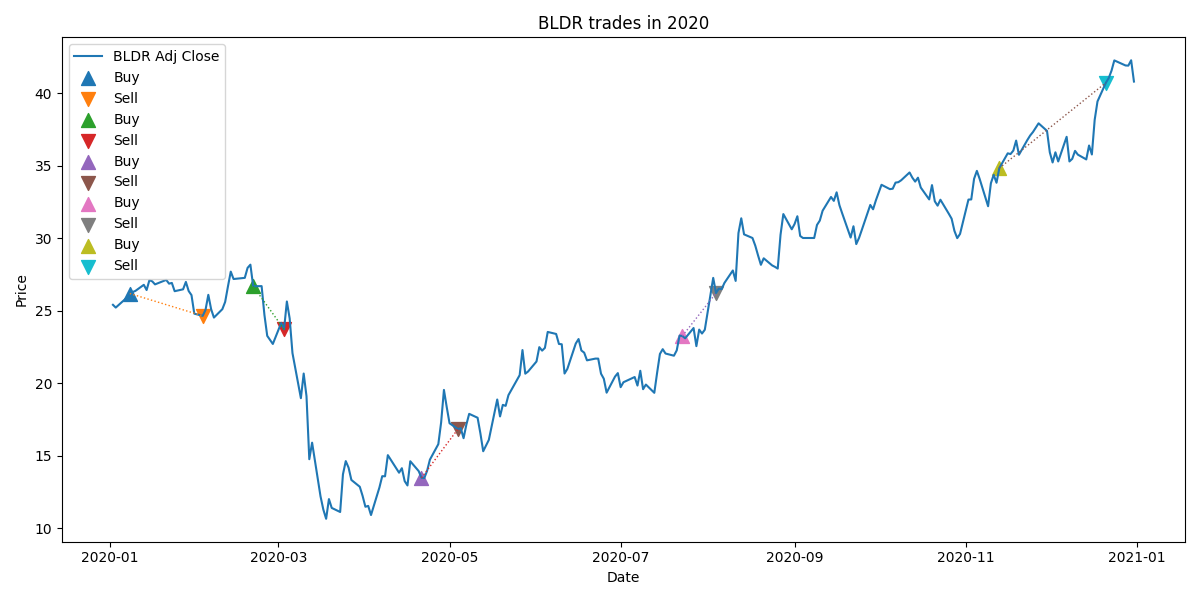 BLDR trades in 2020
BLDR Adj Close
Buy
Sell
Buy
Sell
Buy
Sell
Buy
Sell
Buy
Sell
Price
40
35
30
25
20
15
10
2020-01
2020-03
2020-05
2020-07
2020-09
2020-11
2021-01
Date